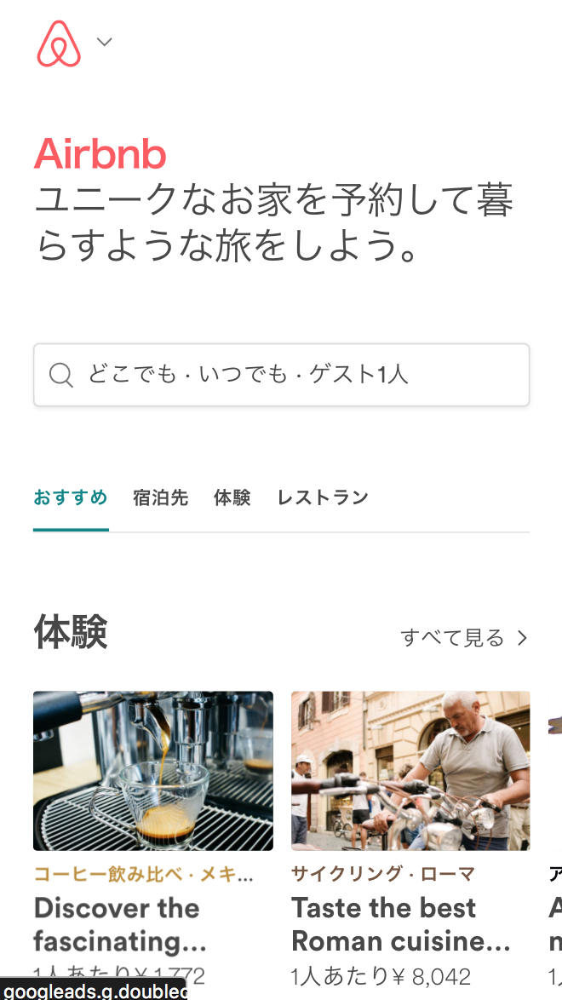 Airbnb
ユニークなお家を予約して暮
らすような旅をしよう。
どこでも · いつでも · ゲスト1人
おすすめ 宿泊先 体験 レストラン
体験
すべて見る
コーヒー飲み比べ · メキ...
Discover the
fascinating...
1人あたり¥ 1,772
サイクリング · ローマ
Taste the best
Roman cuisine...
1人あたり¥ 8,042